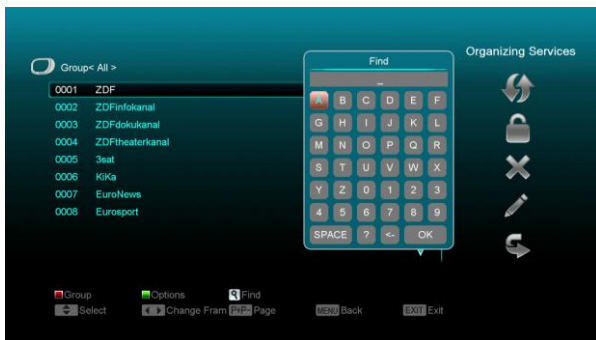 Organizing Services
Group< All >
Find
_
0001 ZDF
0002 ZDFinfokanal
0003 ZDFdokukanal
0004 ZDFtheaterkanal
0005 3sat
0006 KiKa
0007 EuroNews
0008 Eurosport
A B C D E F
G H I J K L
M N O P Q R
S T U V W X
Y Z 0 1 2 3
4 5 6 7 8 9
SPACE ? <- OK
Group Options Find
Select Change Fram P+P- Page MENU Back EXIT Exit